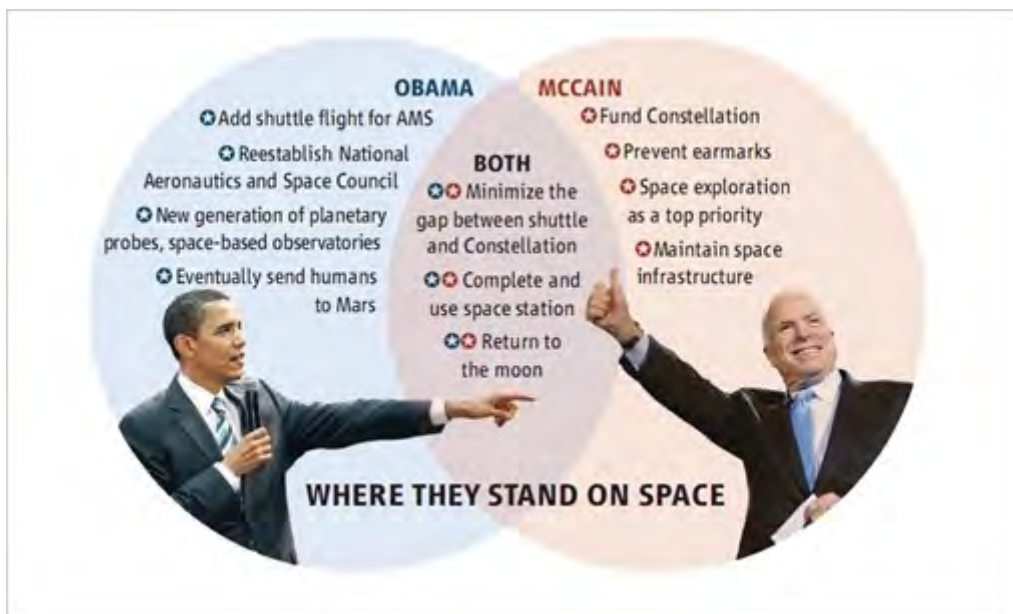 OBAMA
Add shuttle flight for AMS
Reestablish National
Aeronautics and Space Council
New generation of planetary
probes, space-based observatories
Eventually send humans
to Mars
BOTH
Minimize the
gap between shuttle
and Constellation
Complete and
use space station
Return to
the moon
MCCAIN
Fund Constellation
Prevent earmarks
Space exploration
as a top priority
Maintain space
infrastructure
WHERE THEY STAND ON SPACE